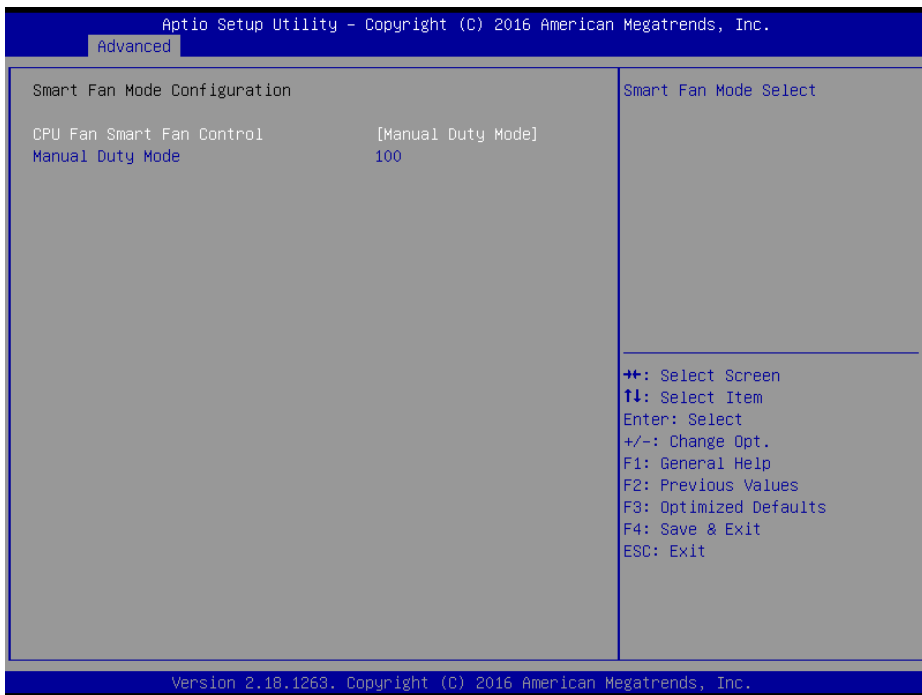 Aptio Setup Utility – Copyright (C) 2016 American Megatrends, Inc.
Advanced
Smart Fan Mode Configuration
CPU Fan Smart Fan Control [Manual Duty Mode]
Manual Duty Mode 100
Smart Fan Mode Select
→←: Select Screen
↑↓: Select Item
Enter: Select
+/-: Change Opt.
F1: General Help
F2: Previous Values
F3: Optimized Defaults
F4: Save & Exit
ESC: Exit
Version 2.18.1263. Copyright (C) 2016 American Megatrends, Inc.